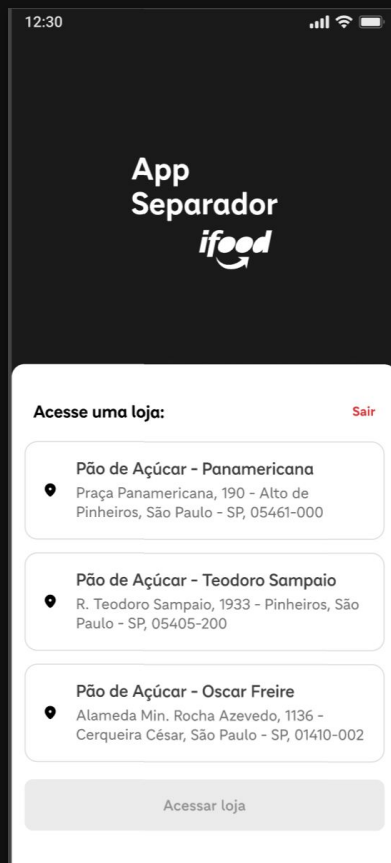 12:30
App
Separador
ifood
Acesse uma loja:
Sair
Pão de Açúcar - Panamericana
Praça Panamericana, 190 - Alto de
Pinheiros, São Paulo - SP, 05461-000
Pão de Açúcar - Teodoro Sampaio
R. Teodoro Sampaio, 1933 - Pinheiros, São
Paulo - SP, 05405-200
Pão de Açúcar - Oscar Freire
Alameda Min. Rocha Azevedo, 1136 -
Cerqueira César, São Paulo - SP, 01410-002
Acessar loja